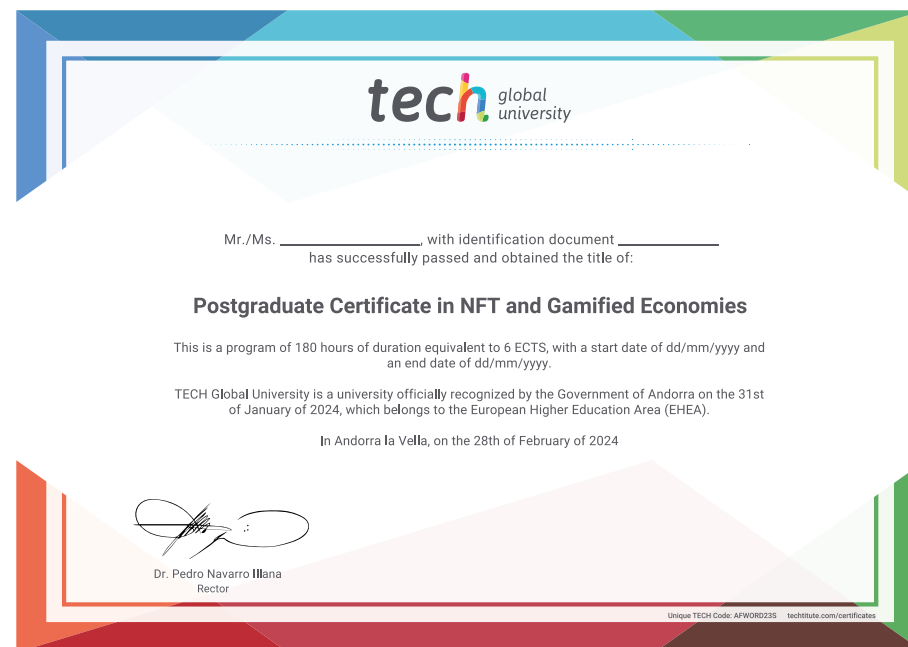 tech global university
Mr./Ms. ____________________, with identification document ______________
has successfully passed and obtained the title of:
Postgraduate Certificate in NFT and Gamified Economies
This is a program of 180 hours of duration equivalent to 6 ECTS, with a start date of dd/mm/yyyy and
an end date of dd/mm/yyyy.
TECH Global University is a university officially recognized by the Government of Andorra on the 31st
of January of 2024, which belongs to the European Higher Education Area (EHEA).
In Andorra la Vella, on the 28th of February of 2024
Dr. Pedro Navarro Illana
Rector
Unique TECH Code: AFWORD23S techtitute.com/certificates